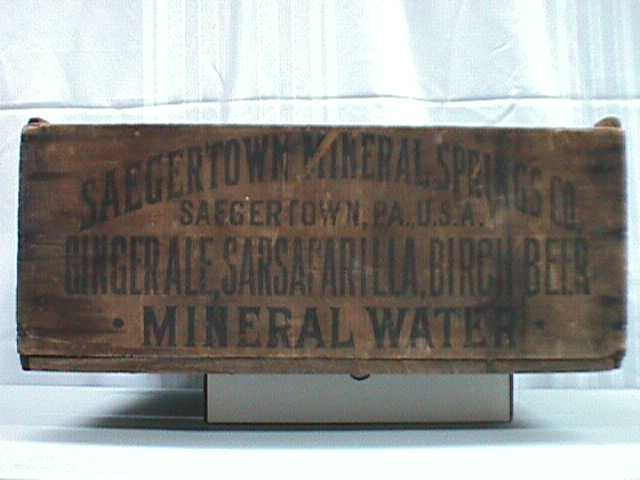 SAEGERTOWN MINERAL SPRINGS CO.
SAEGERTOWN, PA., U.S.A.
GINGER ALE, SARSAPARILLA, BIRCH BEER
• MINERAL WATER •